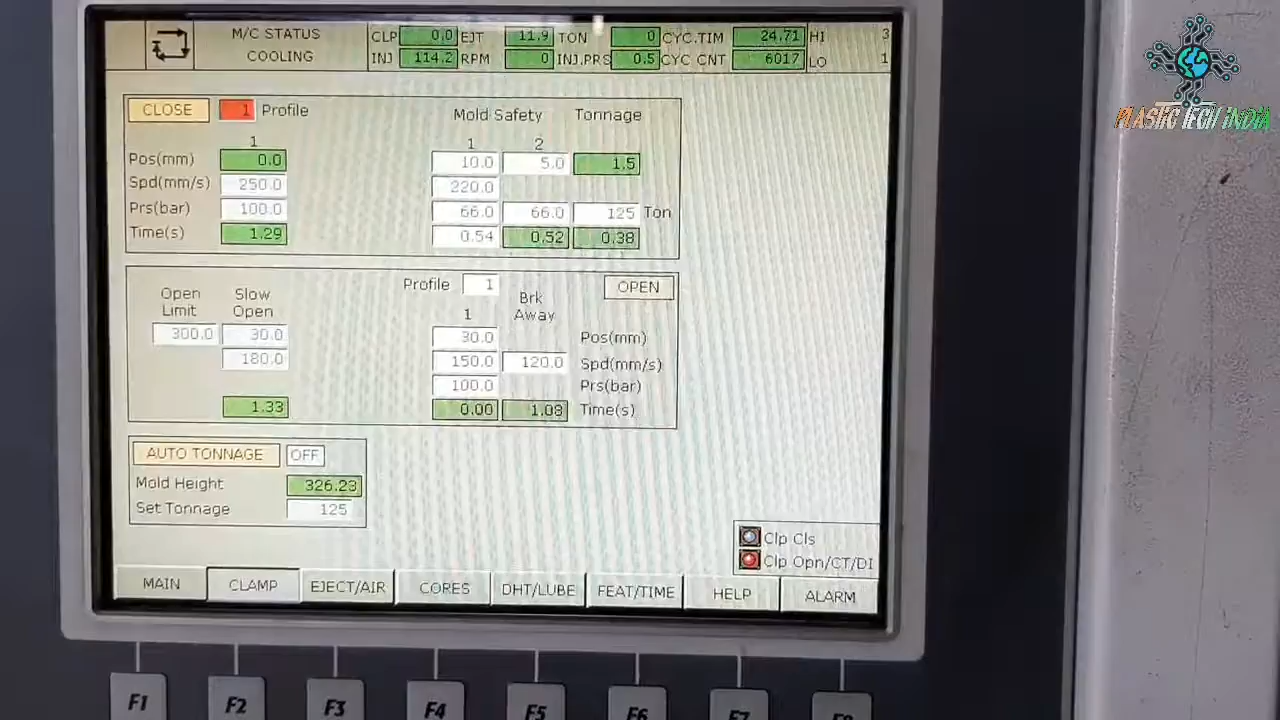 M/C STATUS
COOLING
CLP 0.0 EJT 11.9 TON 0 CYC.TIM 24.71 HI 3
INJ 114.2 RPM 0 INJ.PRS 0.5 CYC CNT 6017 LO 1
PLASTIC TECH INDIA
CLOSE 1 Profile Mold Safety Tonnage
1 1 2
Pos(mm) 0.0 10.0 5.0 1.5
Spd(mm/s) 250.0 220.0
Prs(bar) 100.0 66.0 66.0 125 Ton
Time(s) 1.29 0.54 0.52 0.38
Profile 1 OPEN
Open Limit Slow Open 1 Brk Away
300.0 30.0 30.0 Pos(mm)
180.0 150.0 120.0 Spd(mm/s)
100.0 Prs(bar)
1.33 0.00 1.08 Time(s)
AUTO TONNAGE OFF
Mold Height 326.23
Set Tonnage 125
Clp Cls
Clp Opn/CT/DI
MAIN CLAMP EJECT/AIR CORES DHT/LUBE FEAT/TIME HELP ALARM
F1 F2 F3 F4 F5 F6 F7 F8